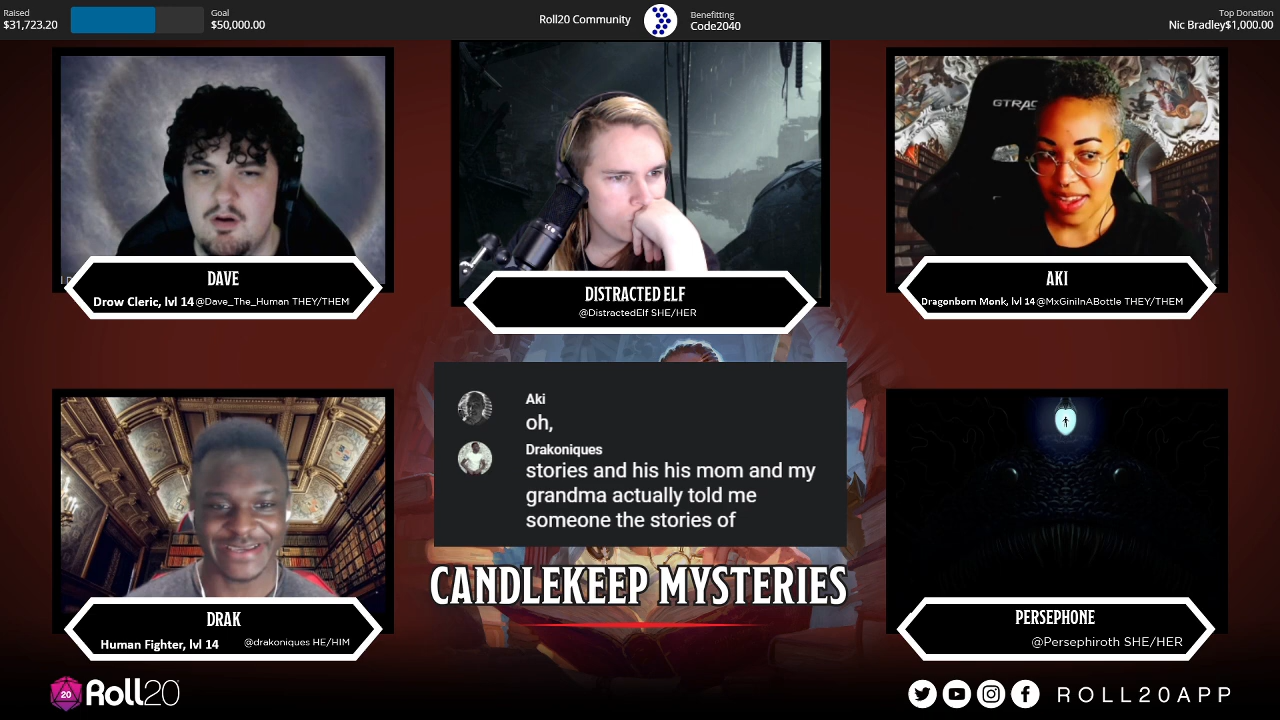 Raised
$31,723.20
Goal
$50,000.00
Roll20 Community
Benefitting
Code2040
Top Donation
Nic Bradley$1,000.00
GTRAC
DAVE
Drow Cleric, lvl 14 @Dave_The_Human THEY/THEM
DISTRACTED ELF
@DistractedElf SHE/HER
AKI
Dragonborn Monk, lvl 14 @MxGiniInABottle THEY/THEM
Aki
oh,
Drakoniques
stories and his his mom and my
grandma actually told me
someone the stories of
CANDLEKEEP MYSTERIES
DRAK
Human Fighter, lvl 14 @drakoniques HE/HIM
PERSEPHONE
@Persephiroth SHE/HER
20 Roll20
ROLL20APP